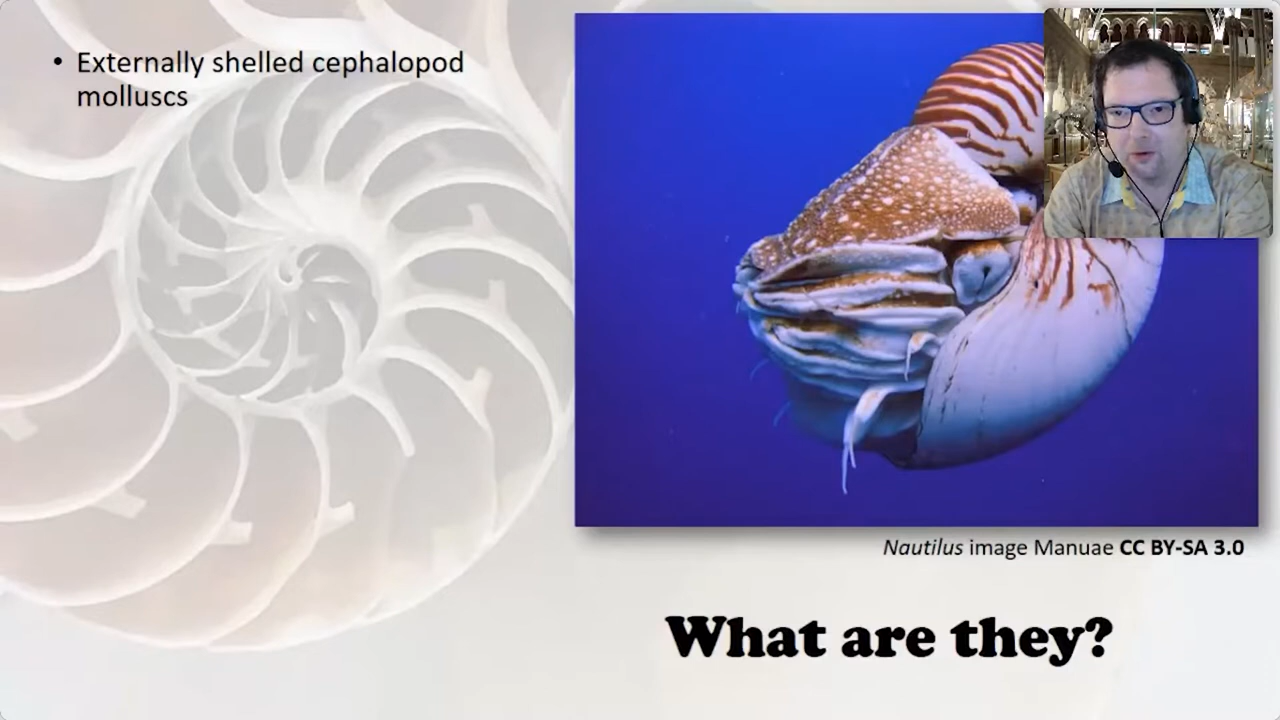 • Externally shelled cephalopod
molluscs
Nautilus image Manuae CC BY-SA 3.0
What are they?